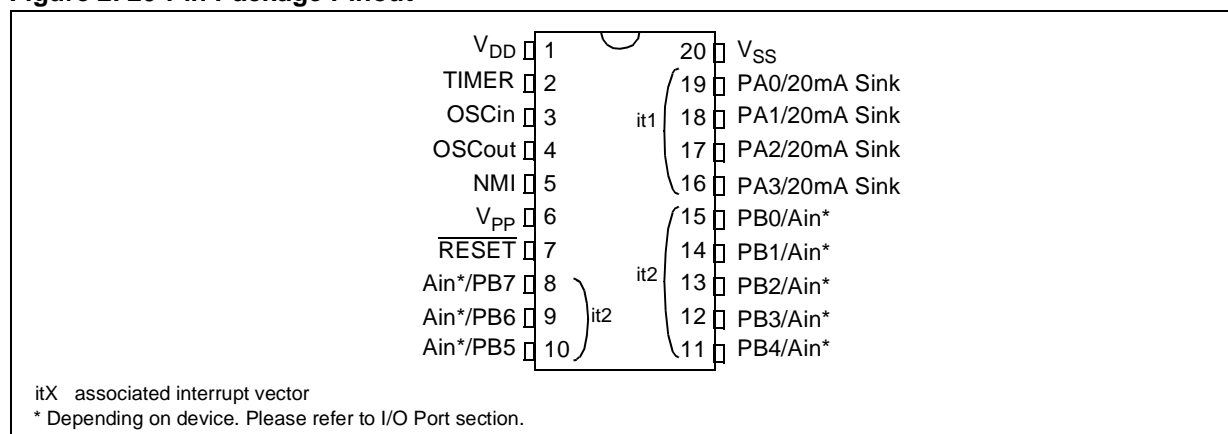 Figure 2. 20-Pin Package Pinout
VDD 1 20 VSS
TIMER 2 19 PA0/20mA Sink
OSCin 3 it1 18 PA1/20mA Sink
OSCout 4 17 PA2/20mA Sink
NMI 5 16 PA3/20mA Sink
VPP 6 15 PB0/Ain*
RESET 7 14 PB1/Ain*
Ain*/PB7 8 it2 13 PB2/Ain*
Ain*/PB6 9 it2 12 PB3/Ain*
Ain*/PB5 10 11 PB4/Ain*
itX associated interrupt vector
* Depending on device. Please refer to I/O Port section.